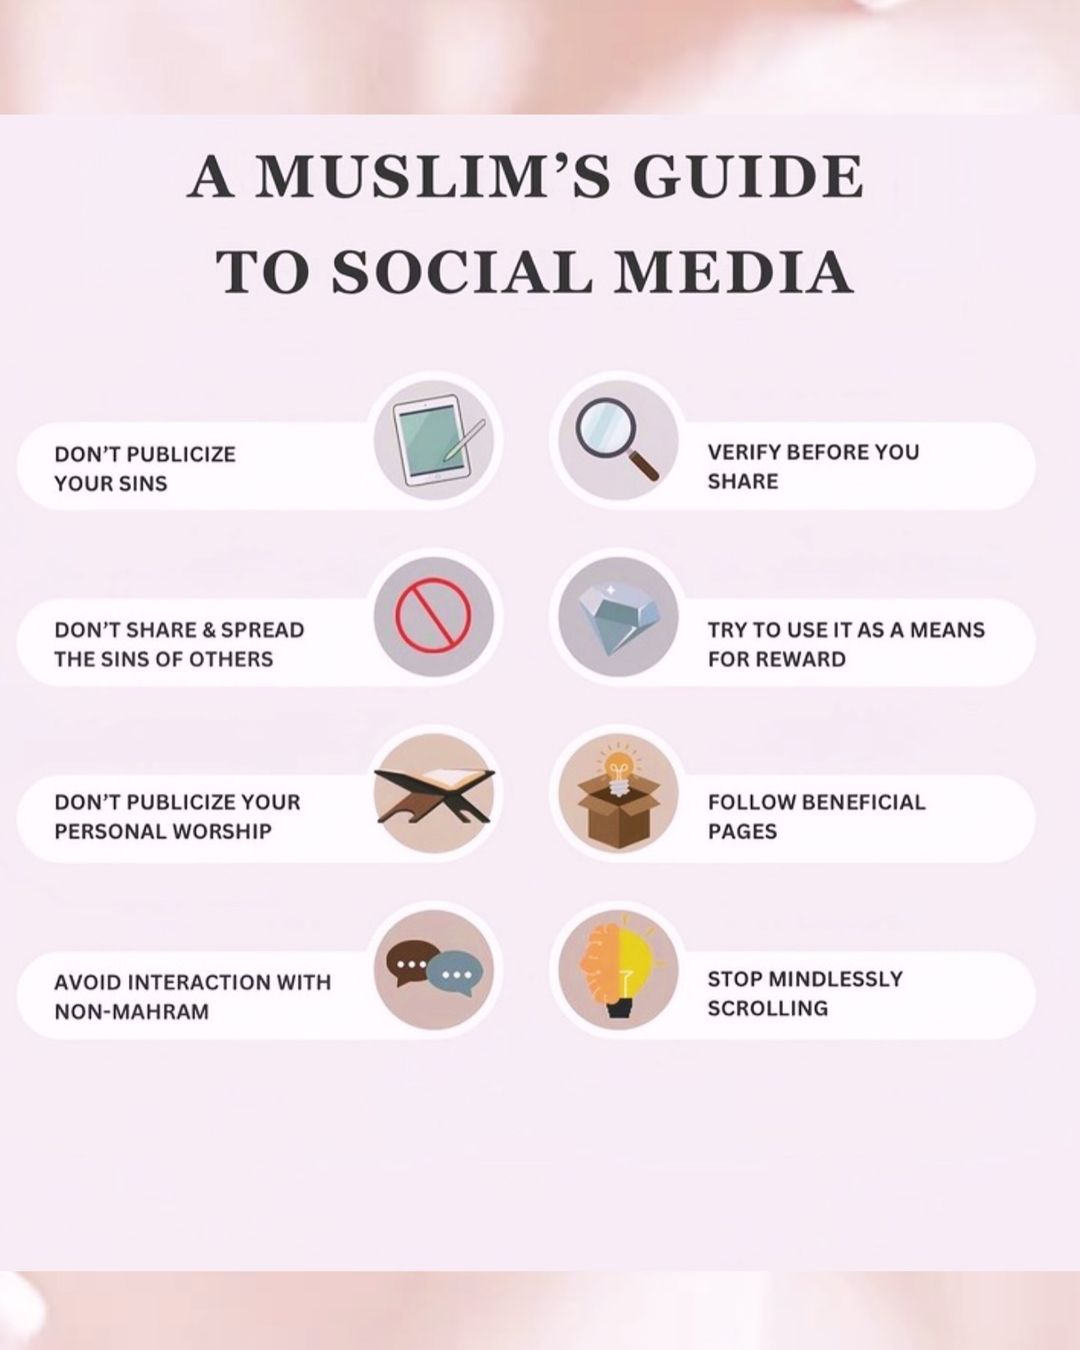 A MUSLIM’S GUIDE
TO SOCIAL MEDIA
DON’T PUBLICIZE
YOUR SINS
VERIFY BEFORE YOU
SHARE
DON’T SHARE & SPREAD
THE SINS OF OTHERS
TRY TO USE IT AS A MEANS
FOR REWARD
DON’T PUBLICIZE YOUR
PERSONAL WORSHIP
FOLLOW BENEFICIAL
PAGES
AVOID INTERACTION WITH
NON-MAHRAM
STOP MINDLESSLY
SCROLLING